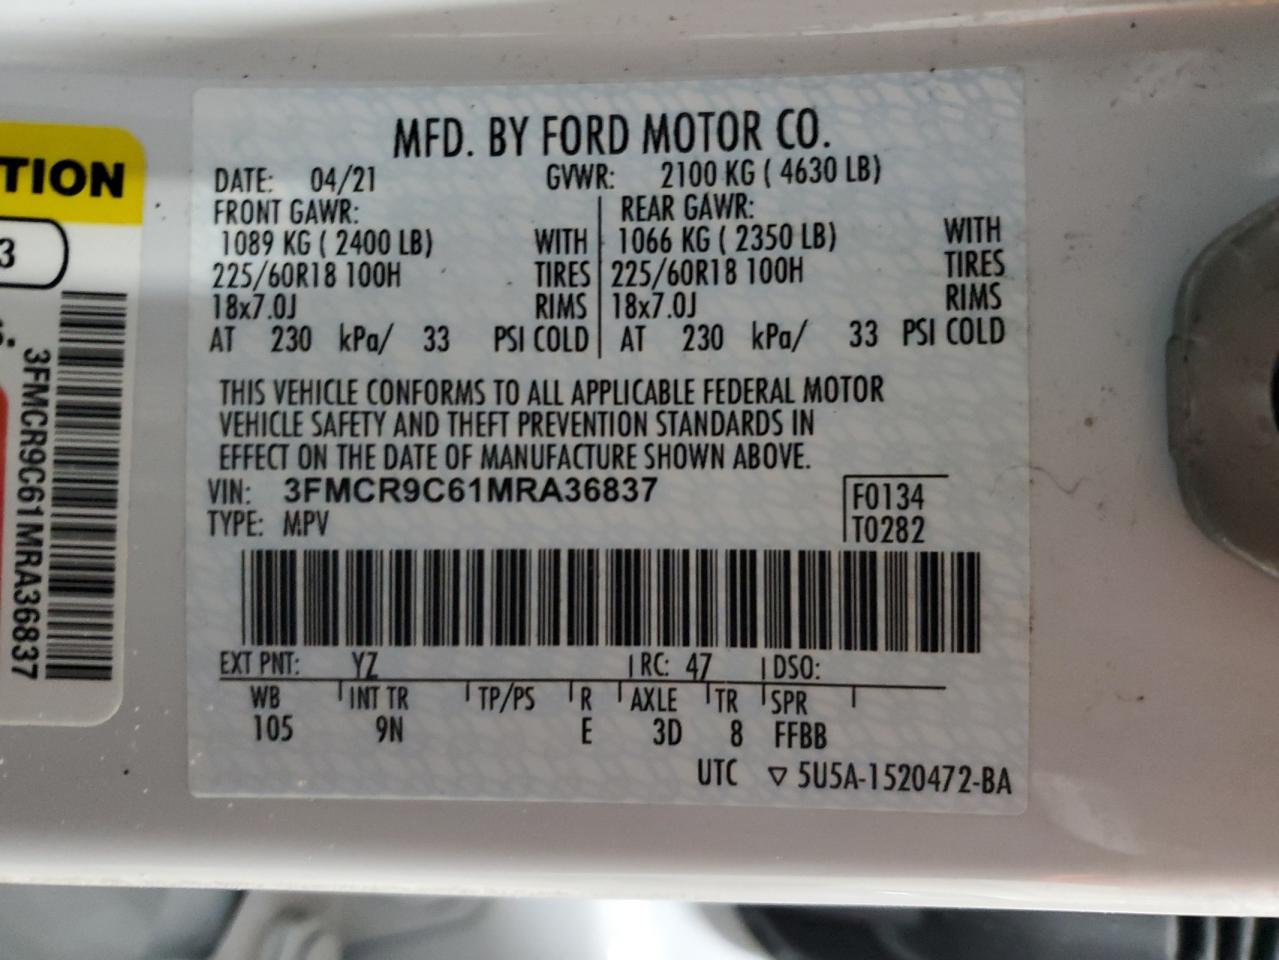 MFD. BY FORD MOTOR CO.
DATE: 04/21 GVWR: 2100 KG ( 4630 LB)
FRONT GAWR: REAR GAWR:
1089 KG ( 2400 LB) WITH 1066 KG ( 2350 LB) WITH
225/60R18 100H TIRES 225/60R18 100H TIRES
18x7.0J RIMS 18x7.0J RIMS
AT 230 kPa/ 33 PSI COLD AT 230 kPa/ 33 PSI COLD
THIS VEHICLE CONFORMS TO ALL APPLICABLE FEDERAL MOTOR
VEHICLE SAFETY AND THEFT PREVENTION STANDARDS IN
EFFECT ON THE DATE OF MANUFACTURE SHOWN ABOVE.
VIN: 3FMCR9C61MRA36837 F0134
TYPE: MPV T0282
EXT PNT: YZ RC: 47 DSO:
WB INT TR TP/PS R AXLE TR SPR
105 9N E 3D 8 FFBB
UTC ▽ 5U5A-1520472-BA
TION
3
3FMCR9C61MRA36837